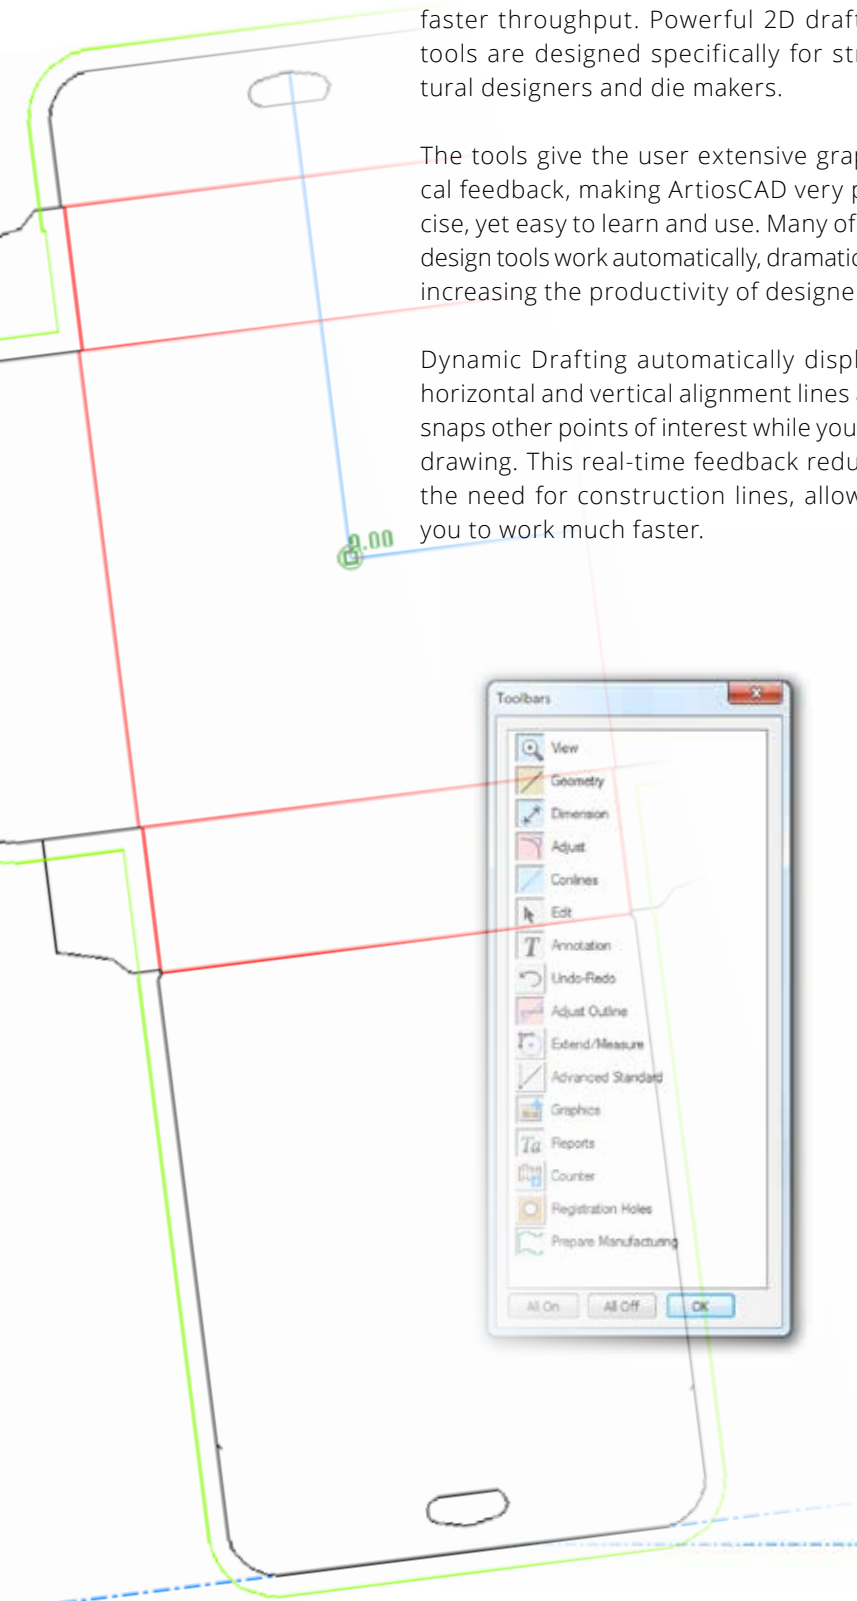 faster throughput. Powerful 2D draft
tools are designed specifically for str
tural designers and die makers.
The tools give the user extensive grap
cal feedback, making ArtiosCAD very p
cise, yet easy to learn and use. Many of
design tools work automatically, dramatic
increasing the productivity of designe
Dynamic Drafting automatically displ
horizontal and vertical alignment lines a
snaps other points of interest while you
drawing. This real-time feedback redu
the need for construction lines, allow
you to work much faster.
0.00
Toolbars
View
Geometry
Dimension
Adjust
Conlines
Edit
T Annotation
Undo-Redo
Adjust Outline
Extend/Measure
Advanced Standard
Graphics
Ta Reports
Counter
Registration Holes
Prepare Manufacturing
All On All Off OK